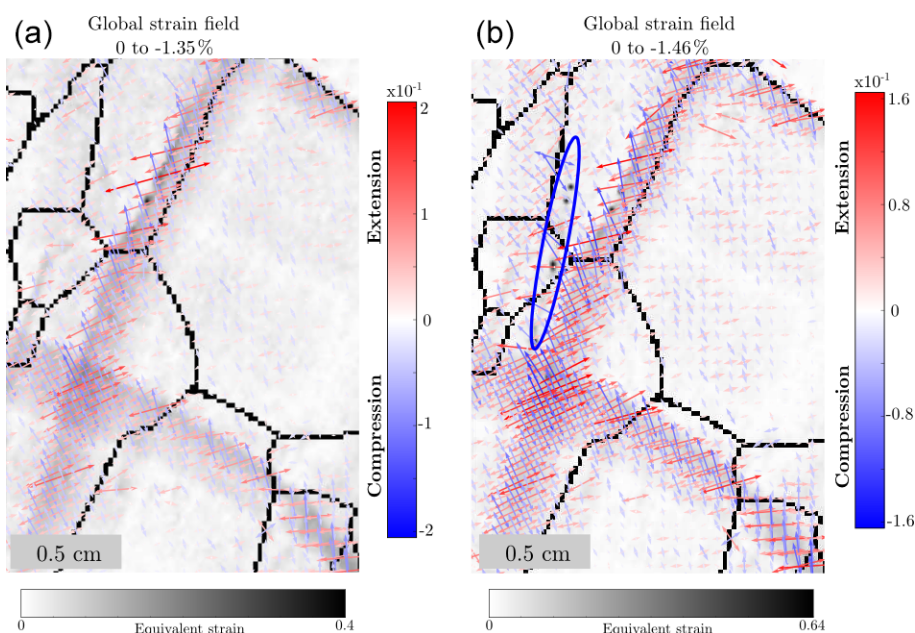 (a)
Global strain field
0 to -1.35%
x10-1
2
1
0
-1
-2
Extension
Compression
0.5 cm
0
Equivalent strain
0.4
(b)
Global strain field
0 to -1.46%
x10-1
1.6
0.8
0
-0.8
-1.6
Extension
Compression
0.5 cm
0
Equivalent strain
0.64